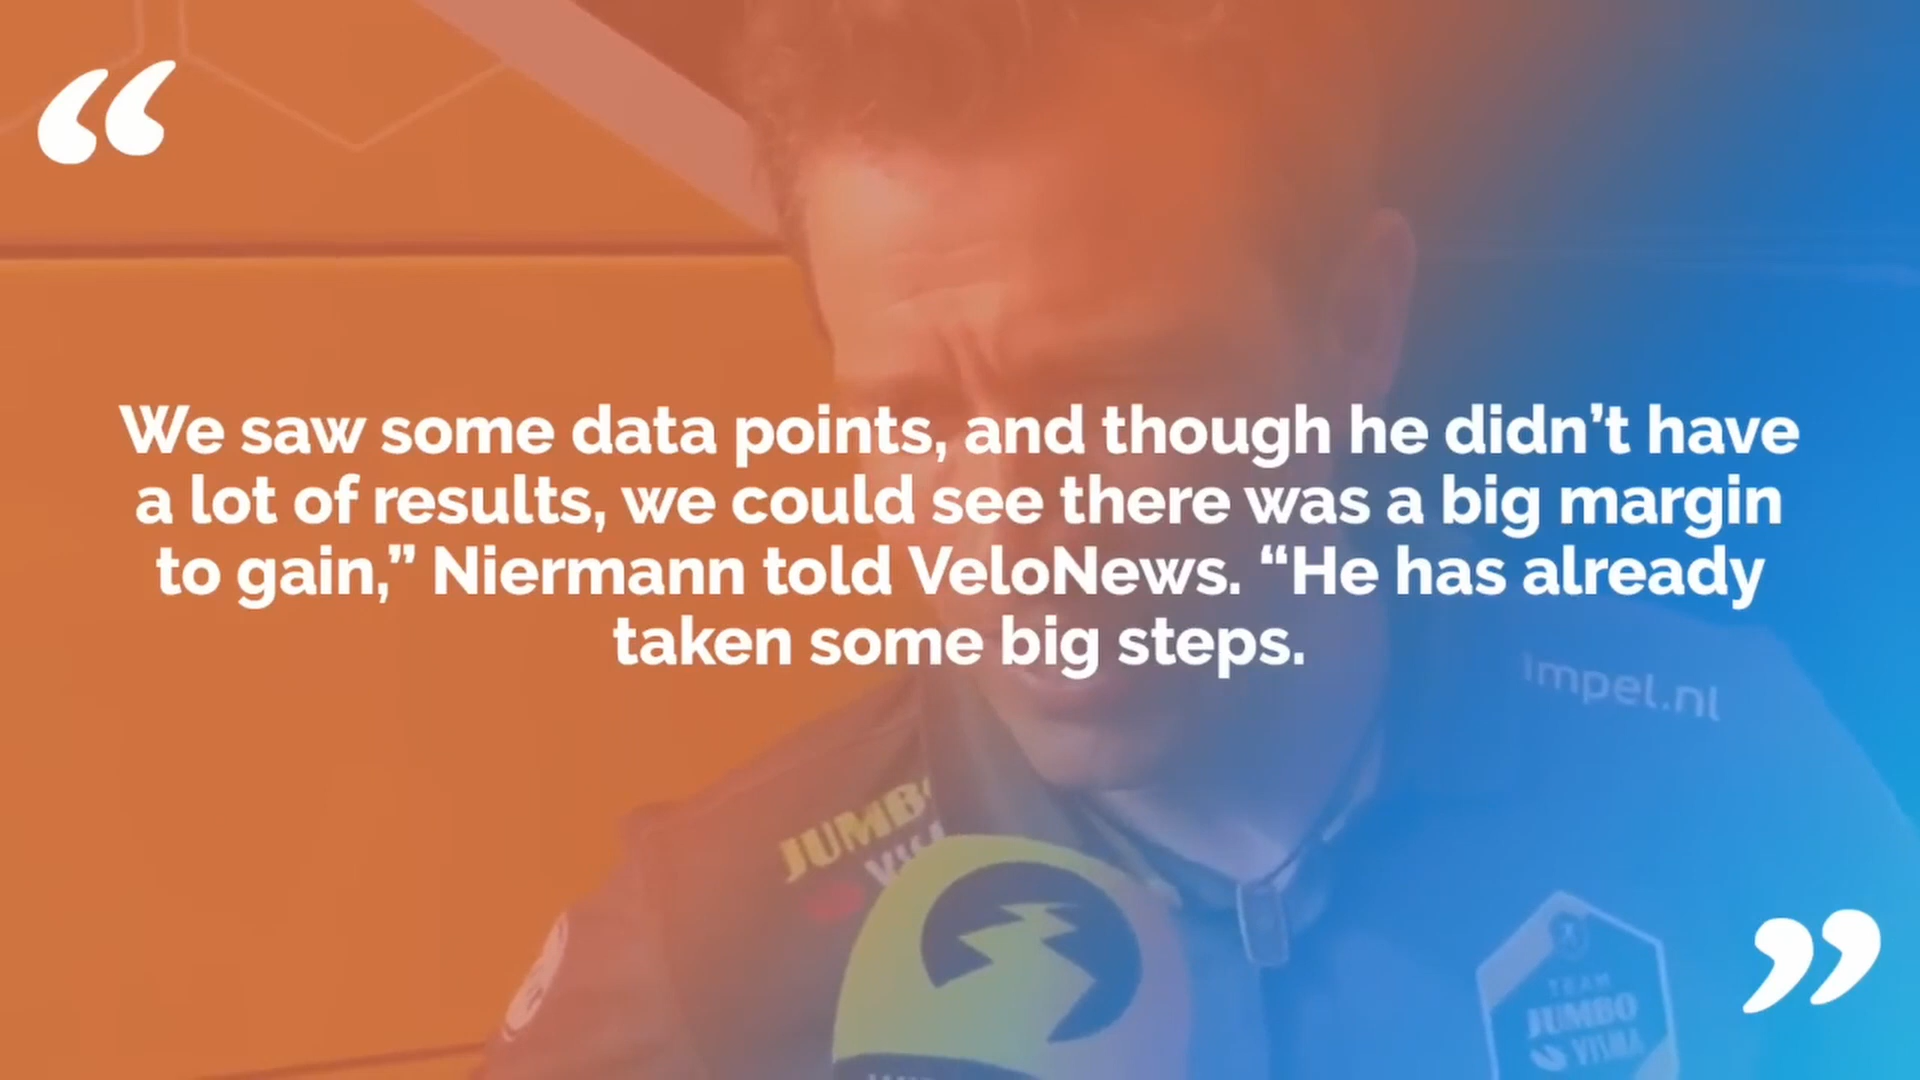 “
We saw some data points, and though he didn’t have
a lot of results, we could see there was a big margin
to gain,” Niermann told VeloNews. “He has already
taken some big steps.
impel.nl
JUMBO
TEAM
JUMBO
VISMA
”